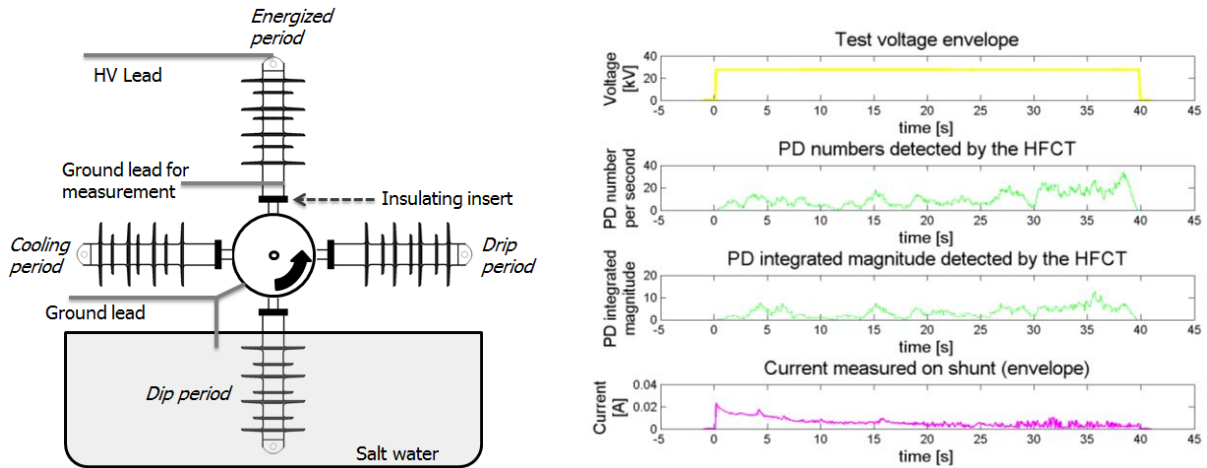 Energized
period
HV Lead
Ground lead for
measurement
Insulating insert
Cooling
period
Drip
period
Ground lead
Dip period
Salt water
Test voltage envelope
Voltage
[kV]
40
20
0
-5 0 5 10 15 20 25 30 35 40 45
time [s]
PD numbers detected by the HFCT
PD number
per second
40
20
0
-5 0 5 10 15 20 25 30 35 40 45
time [s]
PD integrated magnitude detected by the HFCT
PD integrated
magnitude
20
10
0
-5 0 5 10 15 20 25 30 35 40 45
time [s]
Current measured on shunt (envelope)
Current
[A]
0.04
0.02
0
-5 0 5 10 15 20 25 30 35 40 45
time [s]